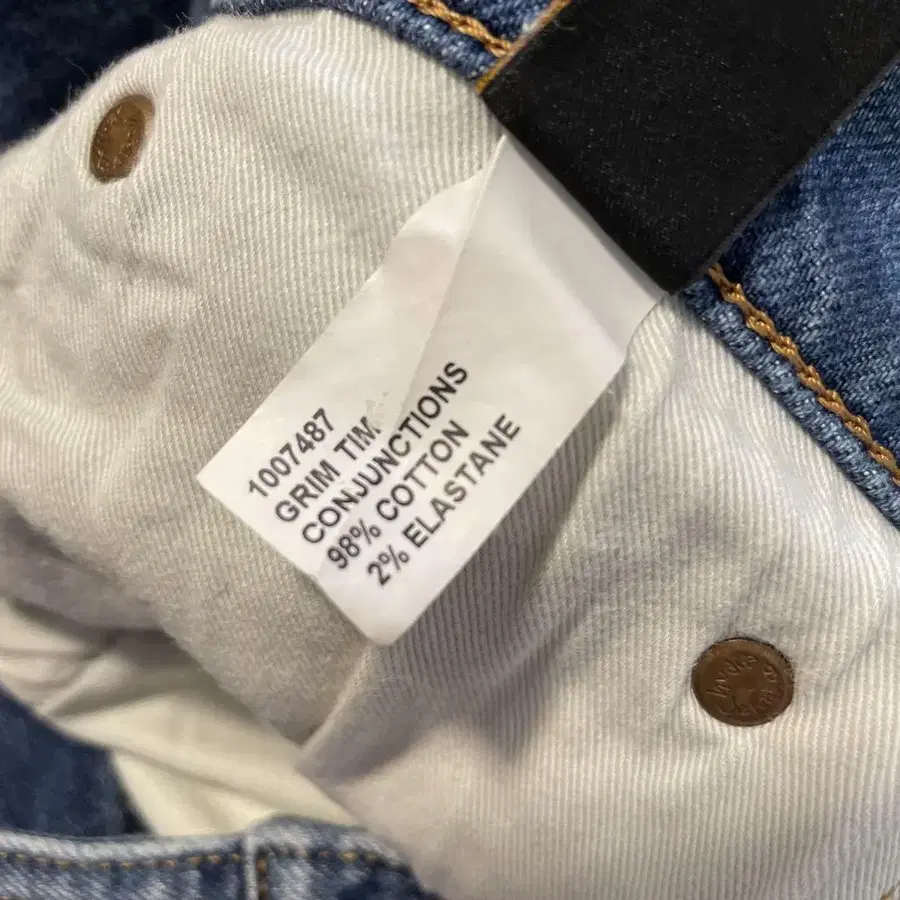 1007487
GRIM TIM
CONJUNCTIONS
98% COTTON
2% ELASTANE